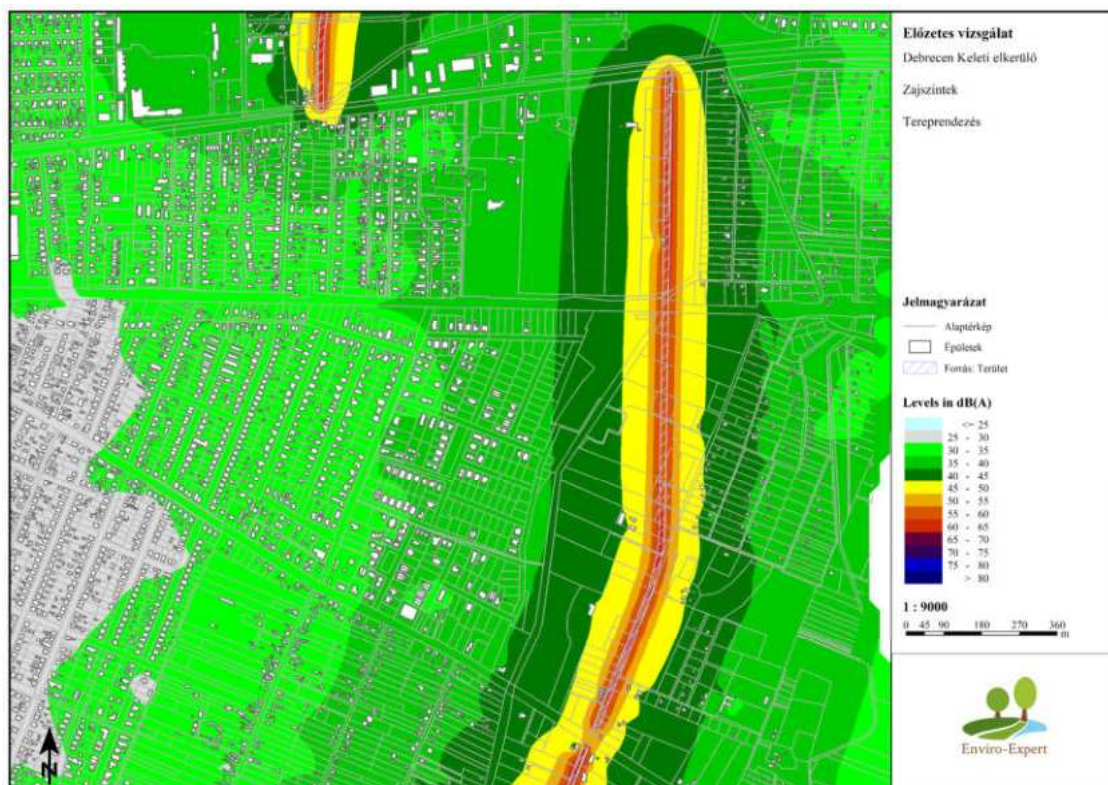 Előzetes vizsgálat
Debrecen Keleti elkerülő
Zajszintek
Tereprendezés
Jelmagyarázat
Alaptérkép
Épületek
Forrás: Terület
Levels in dB(A)
<= 25
25 - 30
30 - 35
35 - 40
40 - 45
45 - 50
50 - 55
55 - 60
60 - 65
65 - 70
70 - 75
75 - 80
> 80
1 : 9000
0 45 90 180 270 360
m
Enviro-Expert
N